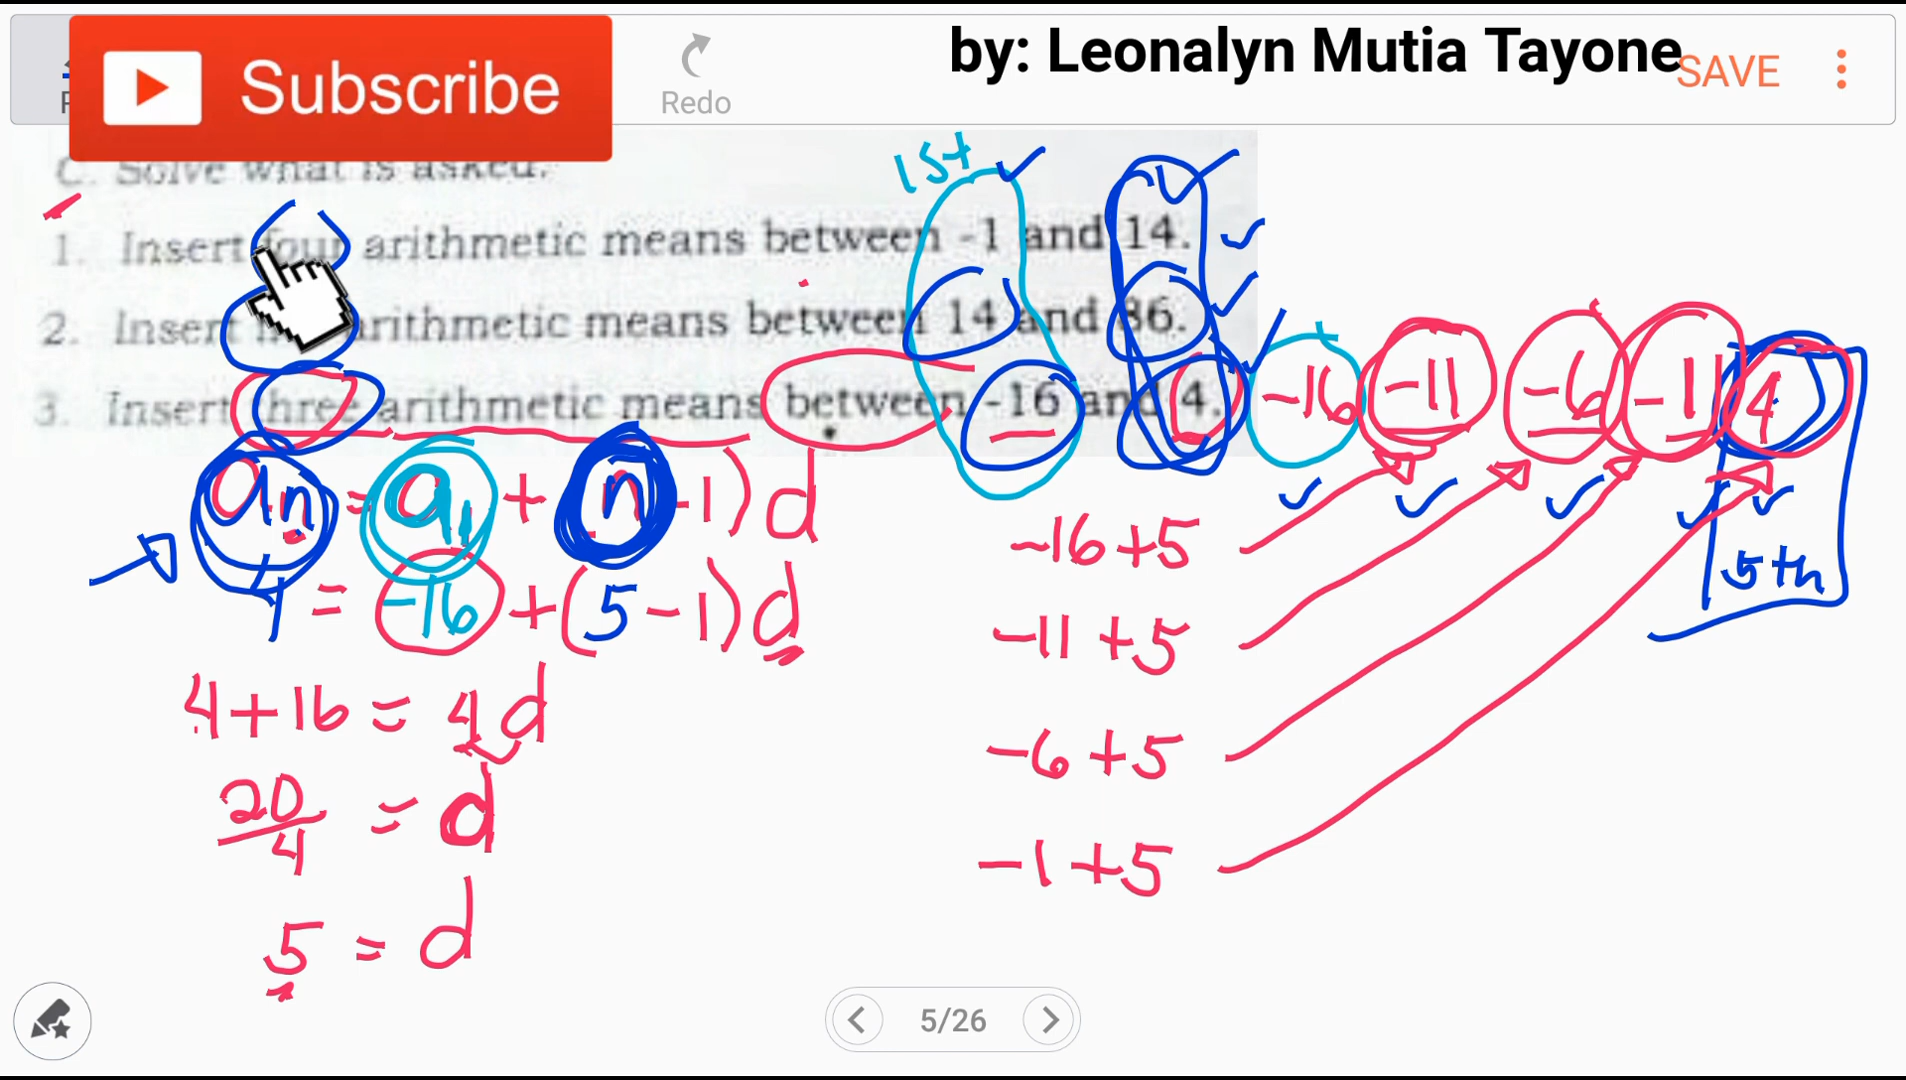 Subscribe
Redo
by: Leonalyn Mutia Tayone
SAVE
C. Solve what is asked.
1st
1. Insert four arithmetic means between -1 and 14.
2. Insert arithmetic means between 14 and 86.
3. Insert three arithmetic means between -16 and 4.
-16 -11 -6 -1 4
an = a1 + (n-1)d
5th
4 = -16 + (5-1)d
4+16 = 4d
20/4 = d
5 = d
-16+5
-11+5
-6+5
-1+5
5/26